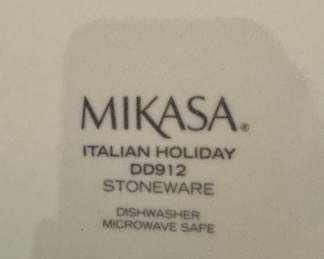 MIKASA®
ITALIAN HOLIDAY
DD912
STONEWARE
DISHWASHER
MICROWAVE SAFE